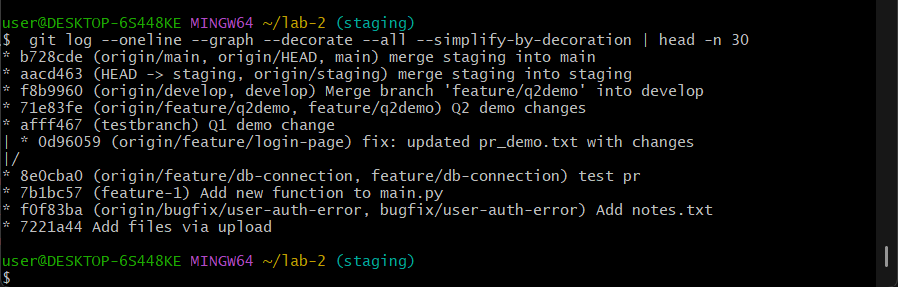 user@DESKTOP-6S448KE MINGW64 ~/lab-2 (staging)
$  git log --oneline --graph --decorate --all --simplify-by-decoration | head -n 30
* b728cde (origin/main, origin/HEAD, main) merge staging into main
* aacd463 (HEAD -> staging, origin/staging) merge staging into staging
* f8b9960 (origin/develop, develop) Merge branch 'feature/q2demo' into develop
* 71e83fe (origin/feature/q2demo, feature/q2demo) Q2 demo changes
* afff467 (testbranch) Q1 demo change
| * 0d96059 (origin/feature/login-page) fix: updated pr_demo.txt with changes
|/
* 8e0cba0 (origin/feature/db-connection, feature/db-connection) test pr
* 7b1bc57 (feature-1) Add new function to main.py
* f0f83ba (origin/bugfix/user-auth-error, bugfix/user-auth-error) Add notes.txt
* 7221a44 Add files via upload
user@DESKTOP-6S448KE MINGW64 ~/lab-2 (staging)
$